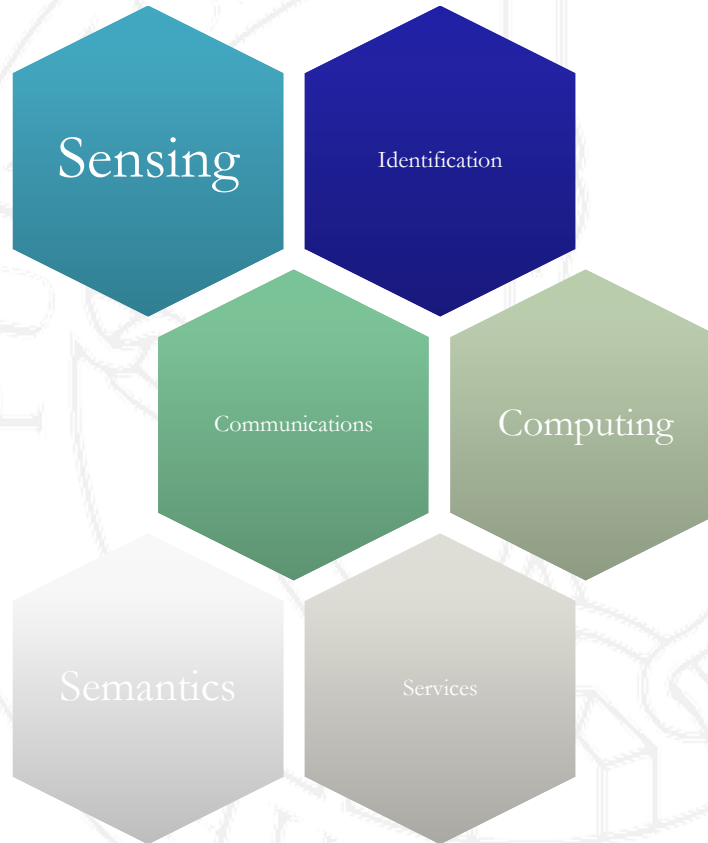 Sensing
Identification
Communications
Computing
Semantics
Services